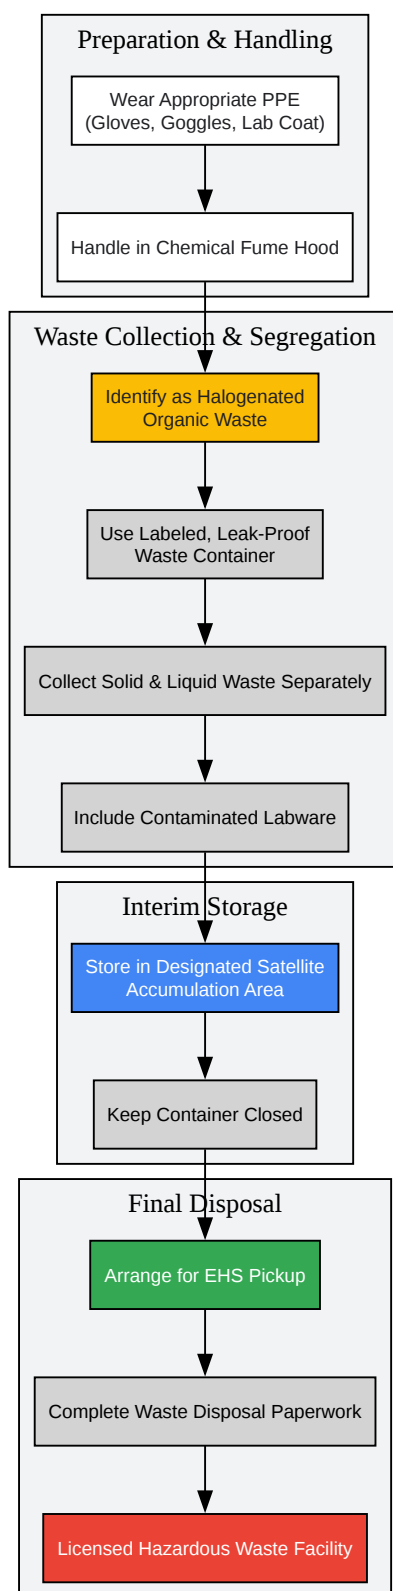 Preparation & Handling
Wear Appropriate PPE
(Gloves, Goggles, Lab Coat)
Handle in Chemical Fume Hood
Waste Collection & Segregation
Identify as Halogenated
Organic Waste
Use Labeled, Leak-Proof
Waste Container
Collect Solid & Liquid Waste Separately
Include Contaminated Labware
Interim Storage
Store in Designated Satellite
Accumulation Area
Keep Container Closed
Final Disposal
Arrange for EHS Pickup
Complete Waste Disposal Paperwork
Licensed Hazardous Waste Facility